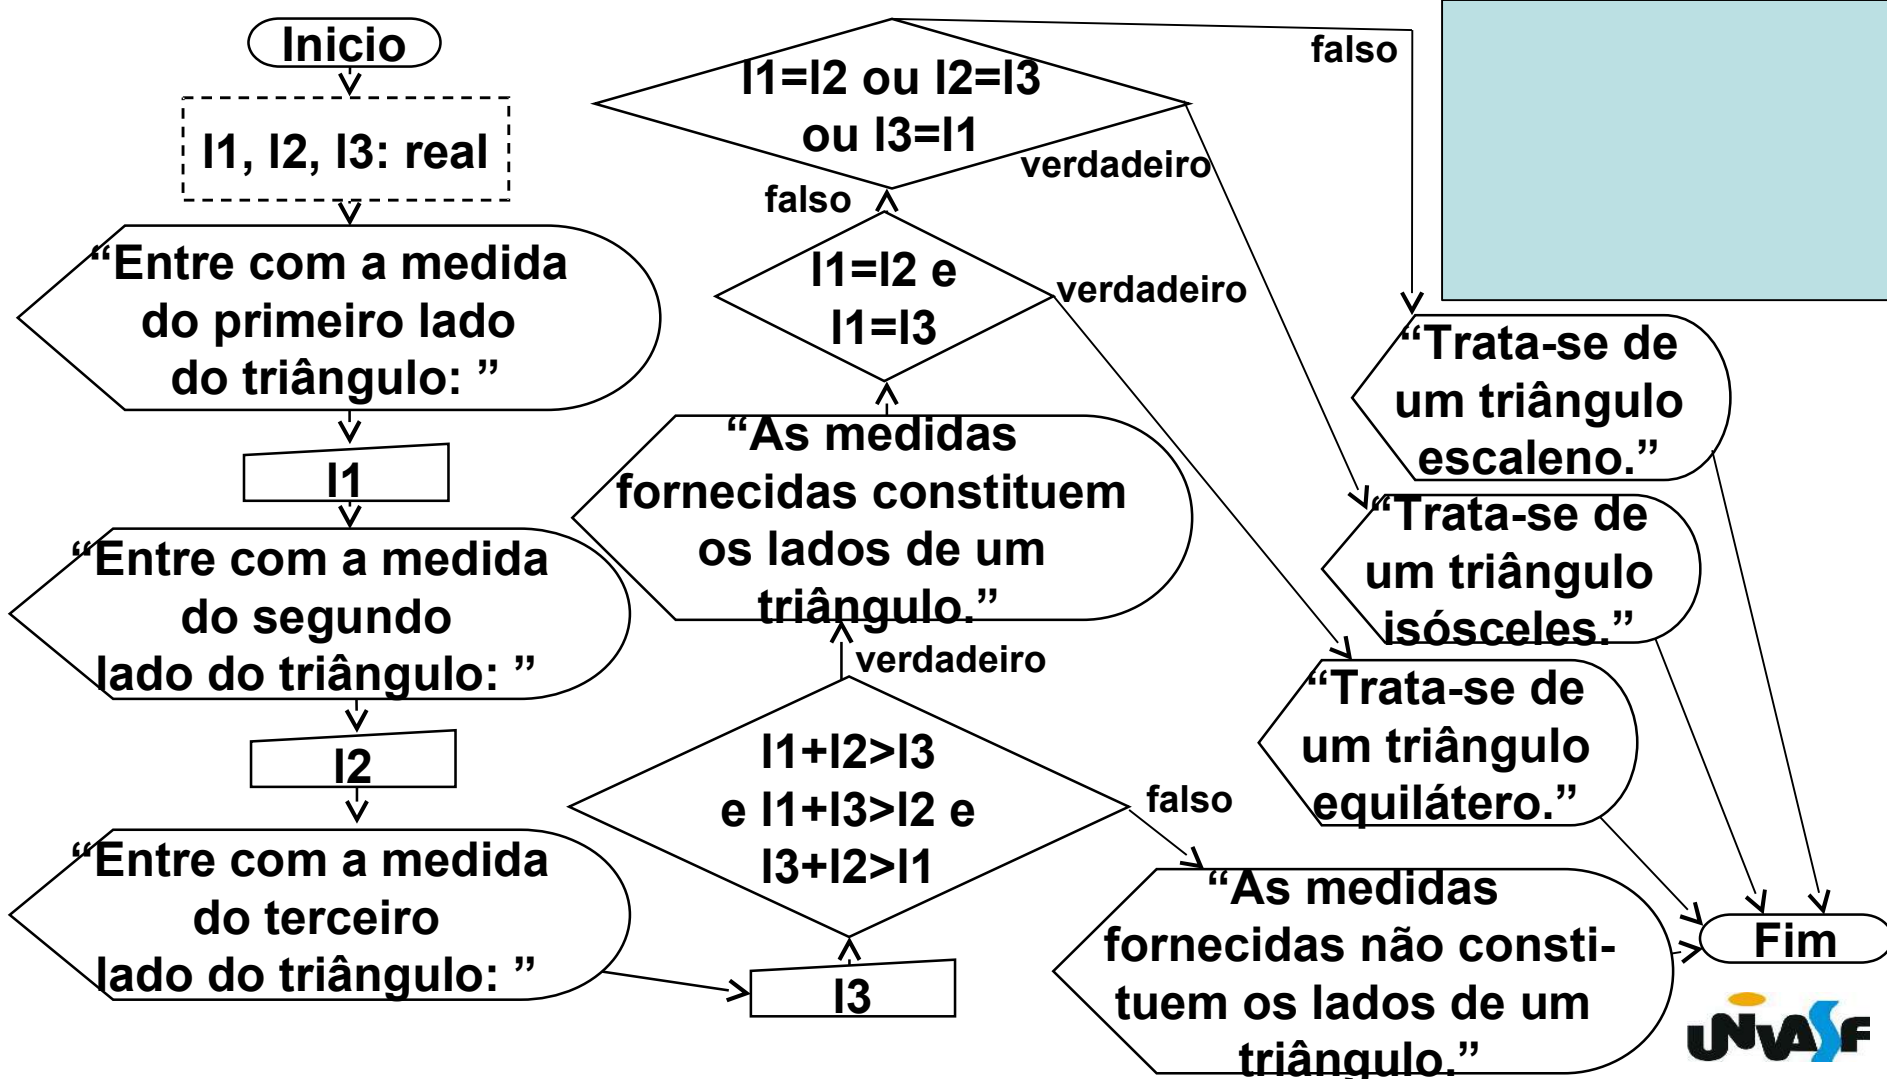 Inicio
l1, l2, l3: real
“Entre com a medida
do primeiro lado
do triângulo: ”
l1
“Entre com a medida
do segundo
lado do triângulo: ”
l2
“Entre com a medida
do terceiro
lado do triângulo: ”
l3
l1+l2>l3
e l1+l3>l2 e
l3+l2>l1
verdadeiro
falso
“As medidas
fornecidas constituem
os lados de um
triângulo.”
l1=l2 e
l1=l3
falso
verdadeiro
l1=l2 ou l2=l3
ou l3=l1
verdadeiro
falso
“Trata-se de
um triângulo
escaleno.”
“Trata-se de
um triângulo
isósceles.”
“Trata-se de
um triângulo
equilátero.”
“As medidas
fornecidas não consti-
tuem os lados de um
triângulo.”
Fim
UNIVASF